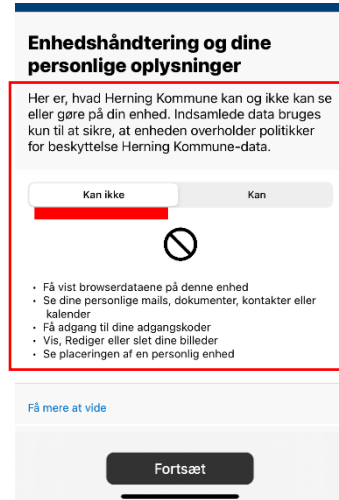 Enhedshåndtering og dine
personlige oplysninger
Her er, hvad Herning Kommune kan og ikke kan se
eller gøre på din enhed. Indsamlede data bruges
kun til at sikre, at enheden overholder politikker
for beskyttelse Herning Kommune-data.
Kan ikke Kan
• Få vist browserdataene på denne enhed
• Se dine personlige mails, dokumenter, kontakter eller
kalender
• Få adgang til dine adgangskoder
• Vis, Rediger eller slet dine billeder
• Se placeringen af en personlig enhed
Få mere at vide
Fortsæt